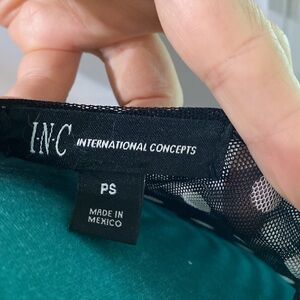 I·N·C INTERNATIONAL CONCEPTS
PS
MADE IN
MEXICO